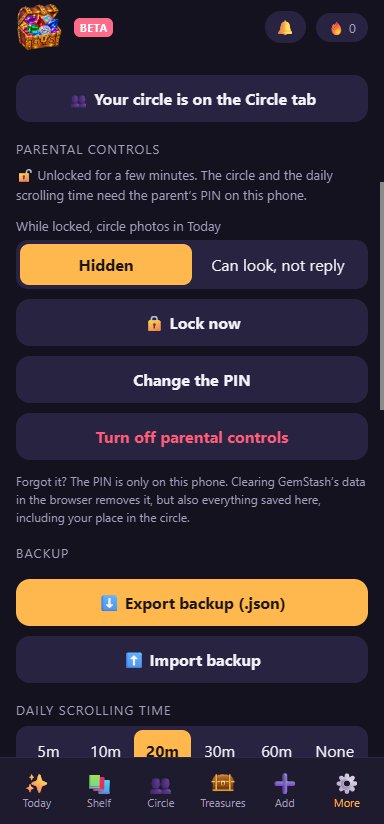 BETA
0
Your circle is on the Circle tab
PARENTAL CONTROLS
Unlocked for a few minutes. The circle and the daily
scrolling time need the parent's PIN on this phone.
While locked, circle photos in Today
Hidden
Can look, not reply
Lock now
Change the PIN
Turn off parental controls
Forgot it? The PIN is only on this phone. Clearing GemStash's data
in the browser removes it, but also everything saved here,
including your place in the circle.
BACKUP
Export backup (.json)
Import backup
DAILY SCROLLING TIME
5m 10m 20m 30m 60m None
Today Shelf Circle Treasures Add More